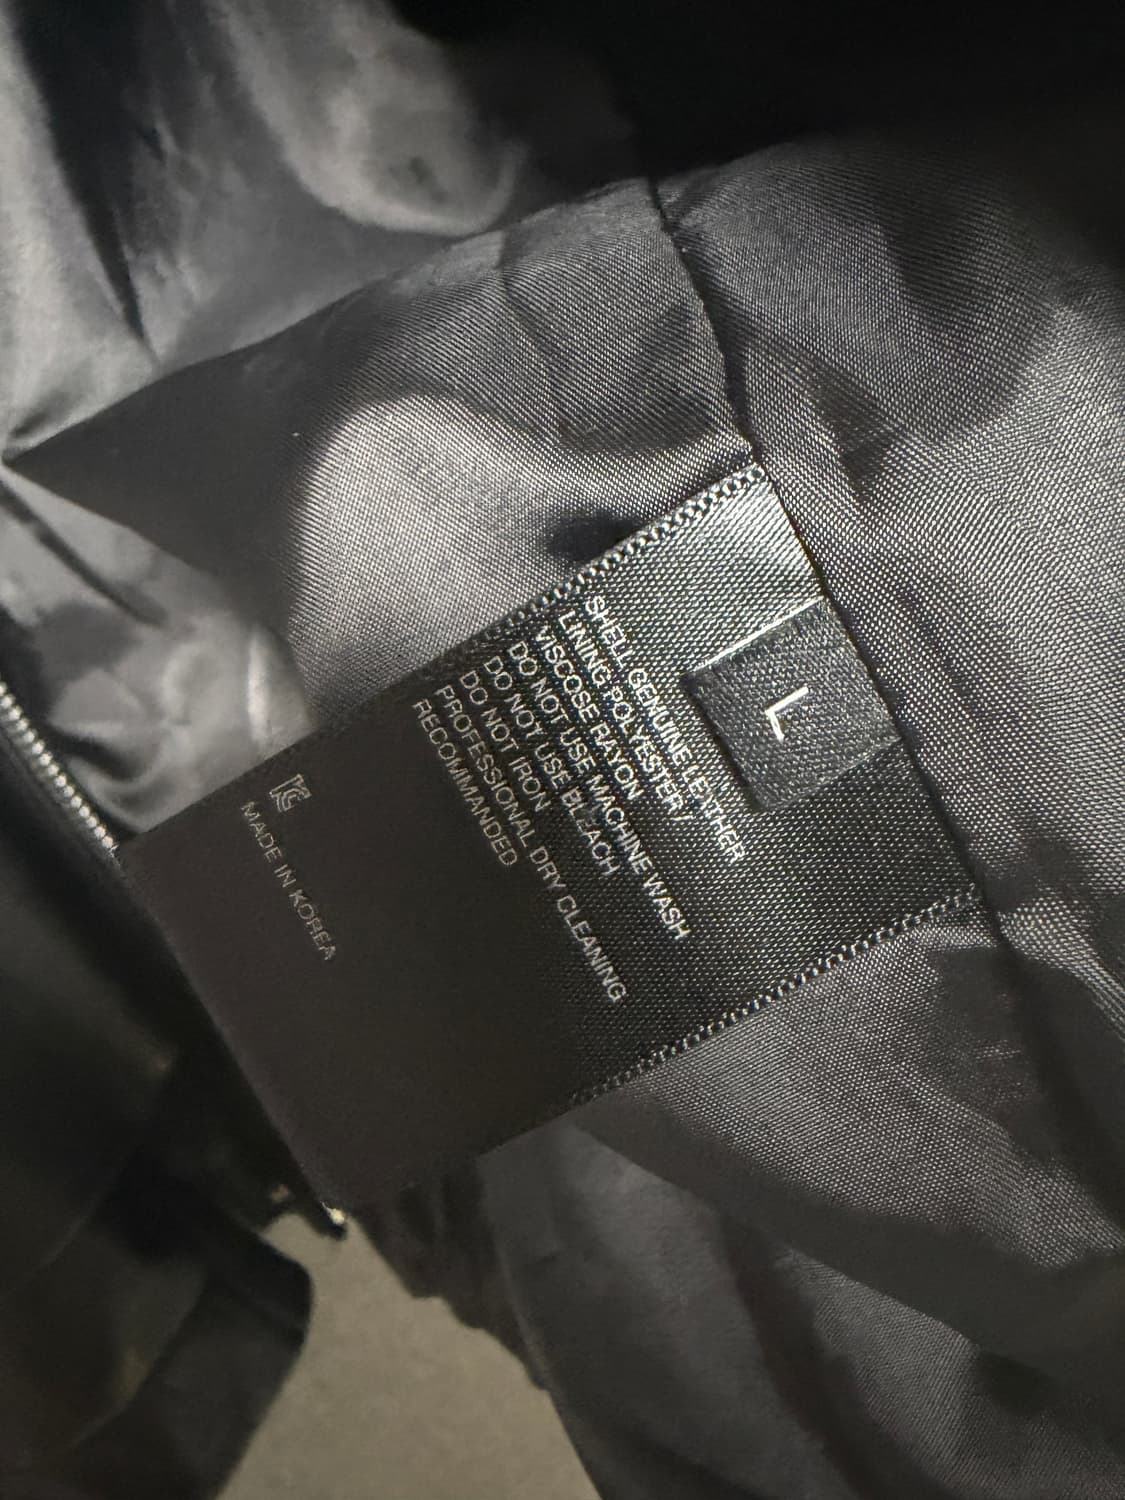 L
SHELL GENUINE LEATHER
LINING POLYESTER/
VISCOSE RAYON
DO NOT USE MACHINE WASH
DO NOT USE BLEACH
DO NOT IRON
PROFESSIONAL DRY CLEANING
RECOMMANDED
MADE IN KOREA